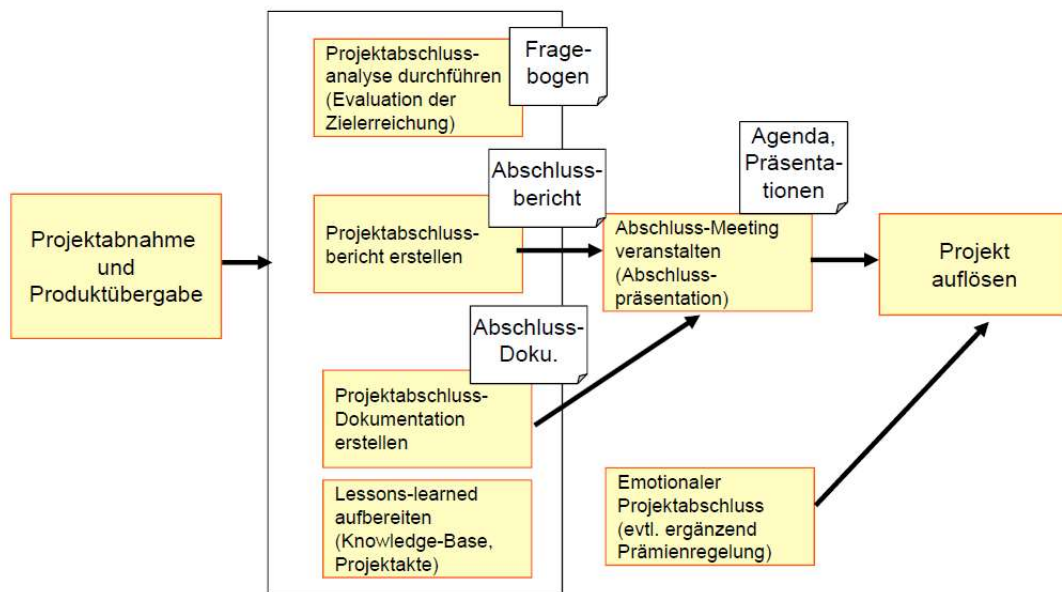 Projektabnahme
und
Produktübergabe
Projektabschluss-
analyse durchführen
(Evaluation der
Zielerreichung)
Frage-
bogen
Projektabschluss-
bericht erstellen
Abschluss-
bericht
Projektabschluss-
Dokumentation
erstellen
Abschluss-
Doku.
Lessons-learned
aufbereiten
(Knowledge-Base,
Projektakte)
Abschluss-Meeting
veranstalten
(Abschluss-
präsentation)
Agenda,
Präsenta-
tionen
Emotionaler
Projektabschluss
(evtl. ergänzend
Prämienregelung)
Projekt
auflösen